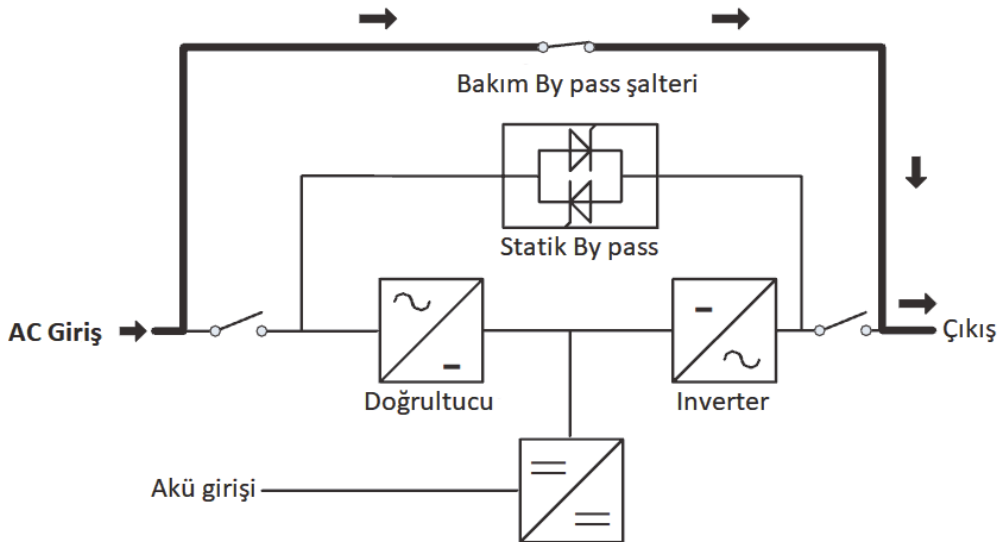 Bakım By pass şalteri
Statik By pass
AC Giriş
Çıkış
Doğrultucu
Inverter
Akü girişi